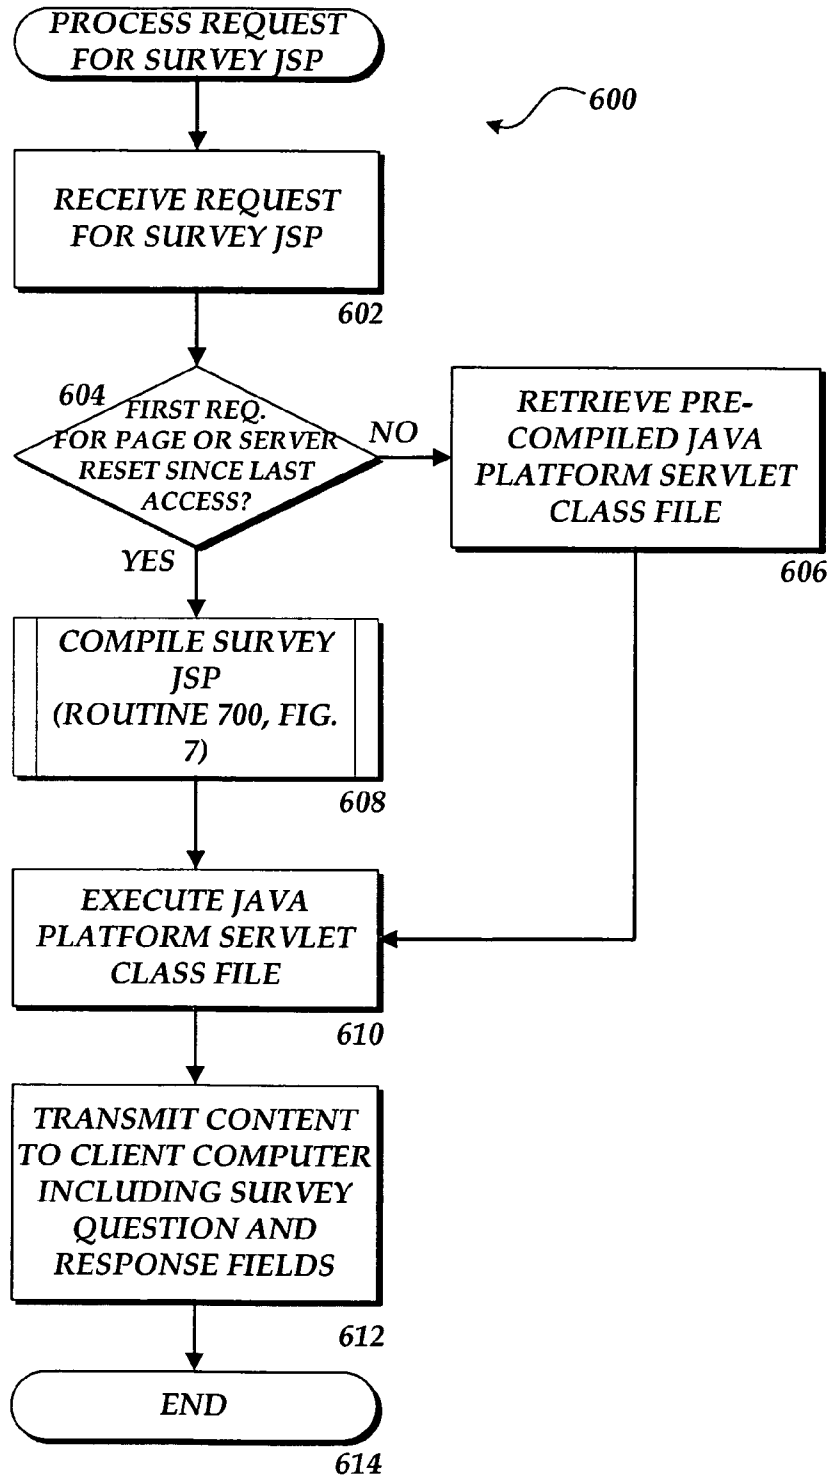 PROCESS REQUEST
FOR SURVEY JSP
600
RECEIVE REQUEST
FOR SURVEY JSP
602
604
FIRST REQ.
FOR PAGE OR SERVER
RESET SINCE LAST
ACCESS?
NO
YES
RETRIEVE PRE-
COMPILED JAVA
PLATFORM SERVLET
CLASS FILE
606
COMPILE SURVEY
JSP
(ROUTINE 700, FIG.
7)
608
EXECUTE JAVA
PLATFORM SERVLET
CLASS FILE
610
TRANSMIT CONTENT
TO CLIENT COMPUTER
INCLUDING SURVEY
QUESTION AND
RESPONSE FIELDS
612
END
614